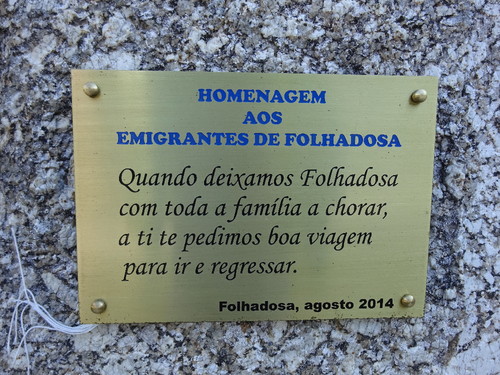 HOMENAGEM
AOS
EMIGRANTES DE FOLHADOSA
Quando deixamos Folhadosa
com toda a família a chorar,
a ti te pedimos boa viagem
para ir e regressar.
Folhadosa, agosto 2014